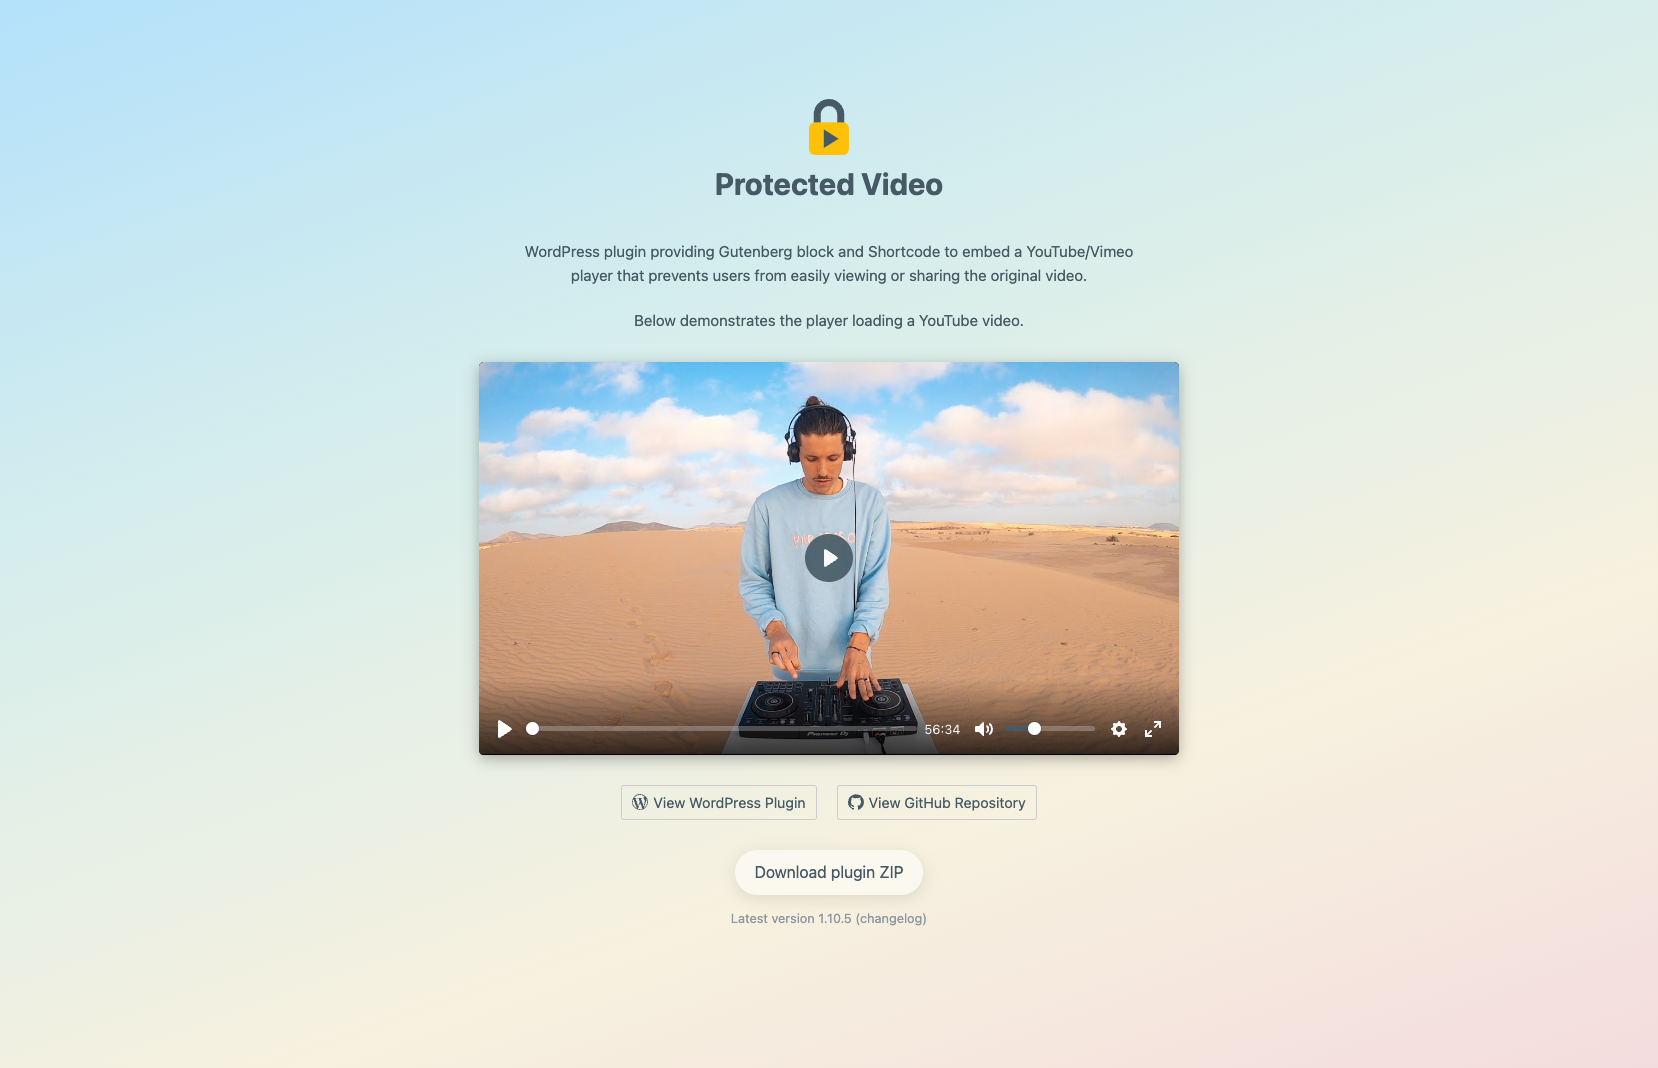 Protected Video
WordPress plugin providing Gutenberg block and Shortcode to embed a YouTube/Vimeo
player that prevents users from easily viewing or sharing the original video.
Below demonstrates the player loading a YouTube video.
Pioneer Dj
56:34
View WordPress Plugin
View GitHub Repository
Download plugin ZIP
Latest version 1.10.5 (changelog)